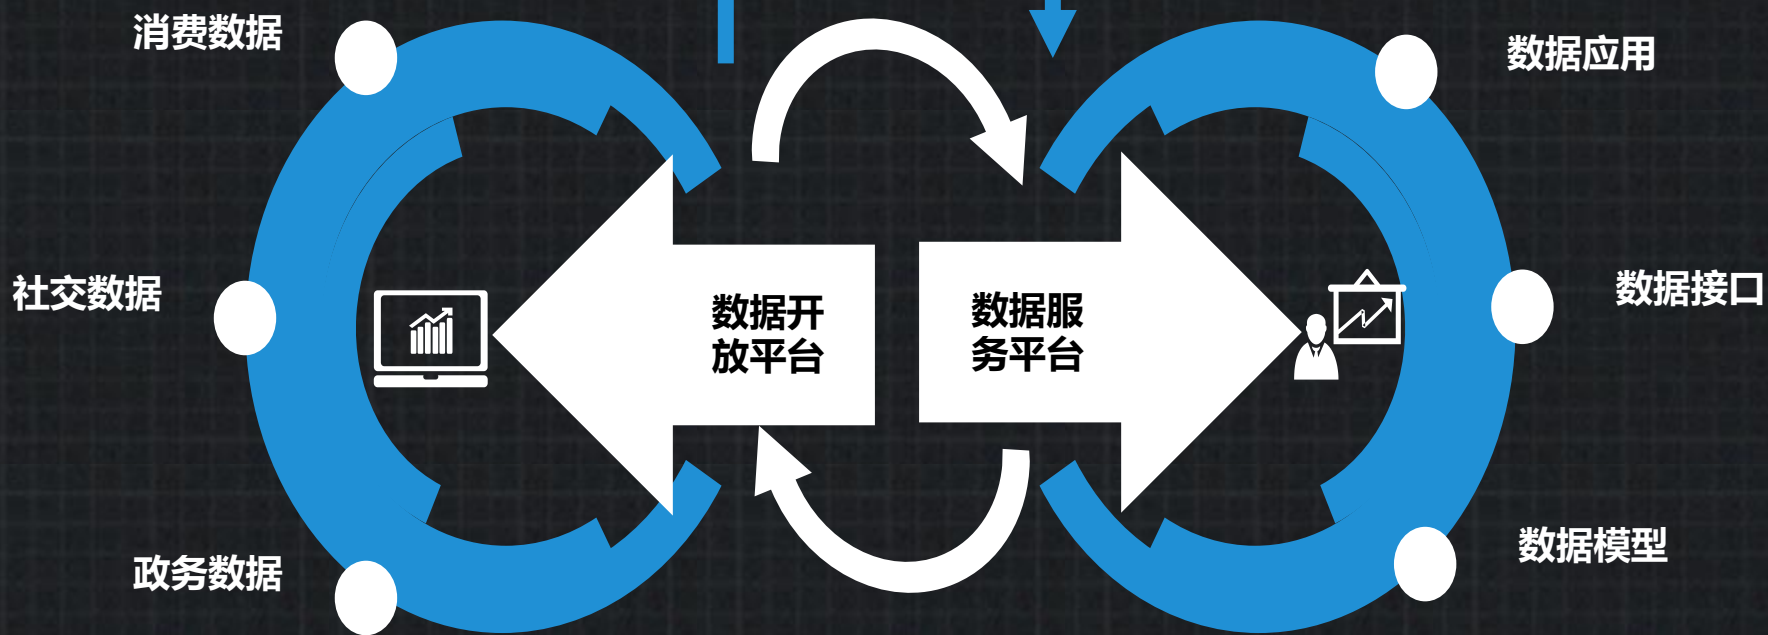 消费数据
数据应用
社交数据
数据开
放平台
数据服
务平台
数据接口
政务数据
数据模型